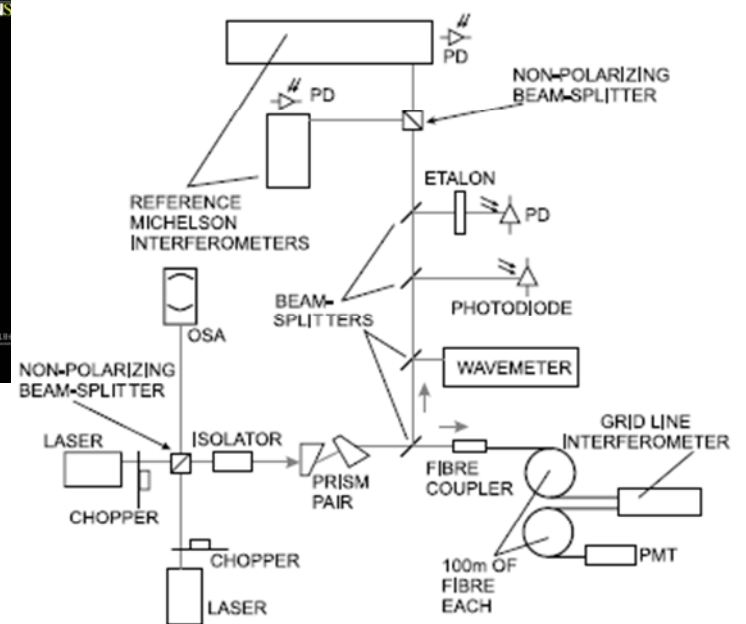 PD
NON-POLARIZING
BEAM-SPLITTER
PD
ETALON
REFERENCE
MICHELSON
INTERFEROMETERS
PD
BEAM-
SPLITTERS
PHOTODIODE
OSA
NON-POLARIZING
BEAM-SPLITTER
WAVEMETER
LASER
ISOLATOR
GRID LINE
INTERFEROMETER
PRISM
PAIR
FIBRE
COUPLER
CHOPPER
CHOPPER
100m OF
FIBRE
EACH
PMT
LASER